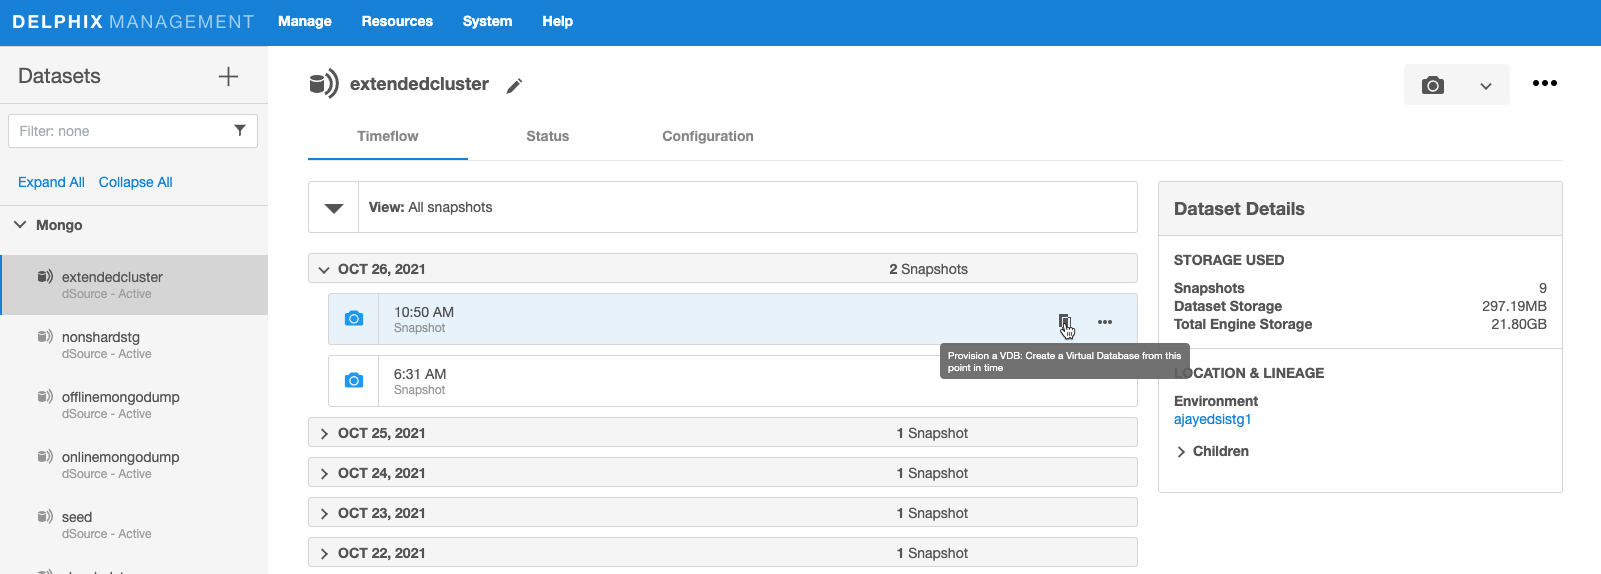 DELPHIX MANAGEMENT
Manage
Resources
System
Help
Datasets
Filter: none
Expand All
Collapse All
Mongo
extendedcluster
dSource - Active
nonshardstg
dSource - Active
offlinemongodump
dSource - Active
onlinemongodump
dSource - Active
seed
dSource - Active
extendedcluster
Timeflow
Status
Configuration
View: All snapshots
OCT 26, 2021
2 Snapshots
10:50 AM
Snapshot
Provision a VDB: Create a Virtual Database from this
point in time
6:31 AM
Snapshot
OCT 25, 2021
1 Snapshot
OCT 24, 2021
1 Snapshot
OCT 23, 2021
1 Snapshot
OCT 22, 2021
1 Snapshot
Dataset Details
STORAGE USED
Snapshots 9
Dataset Storage 297.19MB
Total Engine Storage 21.80GB
LOCATION & LINEAGE
Environment
ajayedsistg1
Children